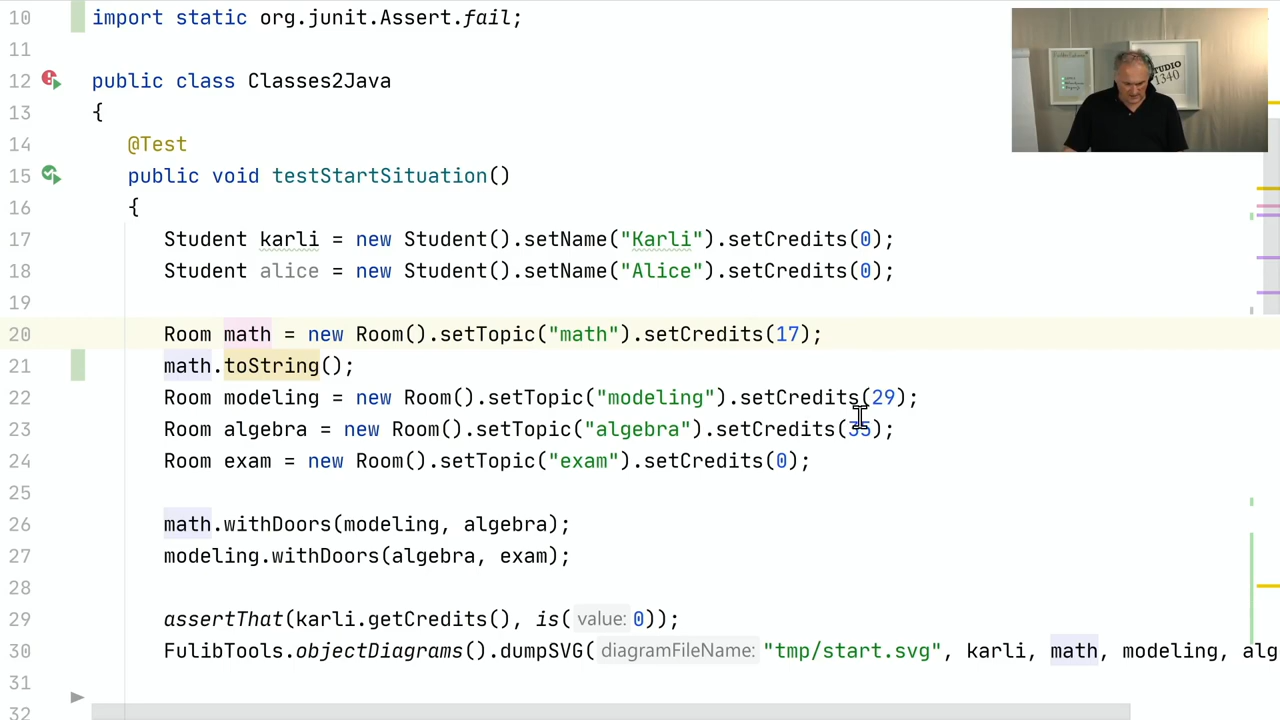 10 import static org.junit.Assert.fail;
11
12 public class Classes2Java
13 {
14 @Test
15 public void testStartSituation()
16 {
17 Student karli = new Student().setName("Karli").setCredits(0);
18 Student alice = new Student().setName("Alice").setCredits(0);
19
20 Room math = new Room().setTopic("math").setCredits(17);
21 math.toString();
22 Room modeling = new Room().setTopic("modeling").setCredits(29);
23 Room algebra = new Room().setTopic("algebra").setCredits(35);
24 Room exam = new Room().setTopic("exam").setCredits(0);
25
26 math.withDoors(modeling, algebra);
27 modeling.withDoors(algebra, exam);
28
29 assertThat(karli.getCredits(), is( value: 0));
30 FulibTools.objectDiagrams().dumpSVG( diagramFileName: "tmp/start.svg", karli, math, modeling, alg
31
32
STUDIO
1340